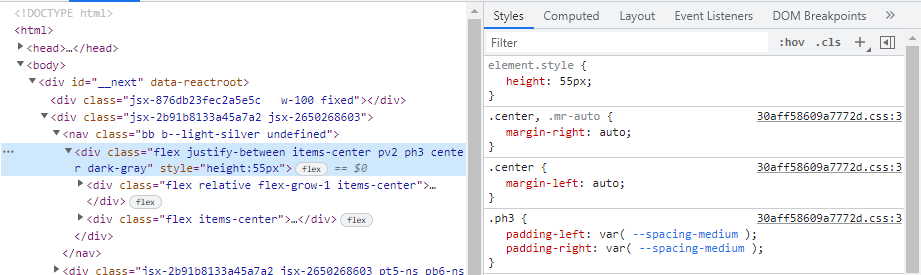 <!DOCTYPE html>
<html>
<head>…</head>
<body>
<div id="__next" data-reactroot>
<div class="jsx-876db23fec2a5e5c   w-100 fixed"></div>
<div class="jsx-2b91b8133a45a7a2 jsx-2650268603">
<nav class="bb b--light-silver undefined">
… <div class="flex justify-between items-center pv2 ph3 cente
r dark-gray" style="height:55px"> flex == $0
<div class="flex relative flex-grow-1 items-center">…
</div> flex
<div class="flex items-center">…</div> flex
</div>
</nav>
<div class="jsx-2b91b8133a45a7a2 jsx-2650268603 pt5-ns pb6-ns
Styles Computed Layout Event Listeners DOM Breakpoints »
Filter :hov .cls +
element.style {
height: 55px;
}
.center, .mr-auto { 30aff58609a7772d.css:3
margin-right: auto;
}
.center { 30aff58609a7772d.css:3
margin-left: auto;
}
.ph3 { 30aff58609a7772d.css:3
padding-left: var( --spacing-medium );
padding-right: var( --spacing-medium );
}